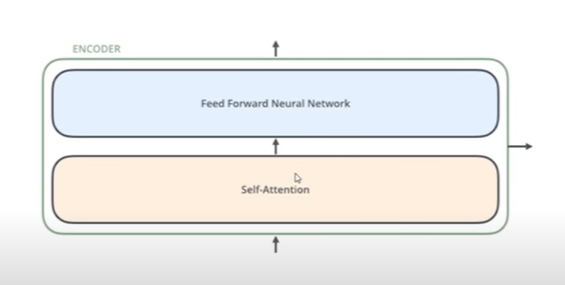 ENCODER
Feed Forward Neural Network
Self-Attention